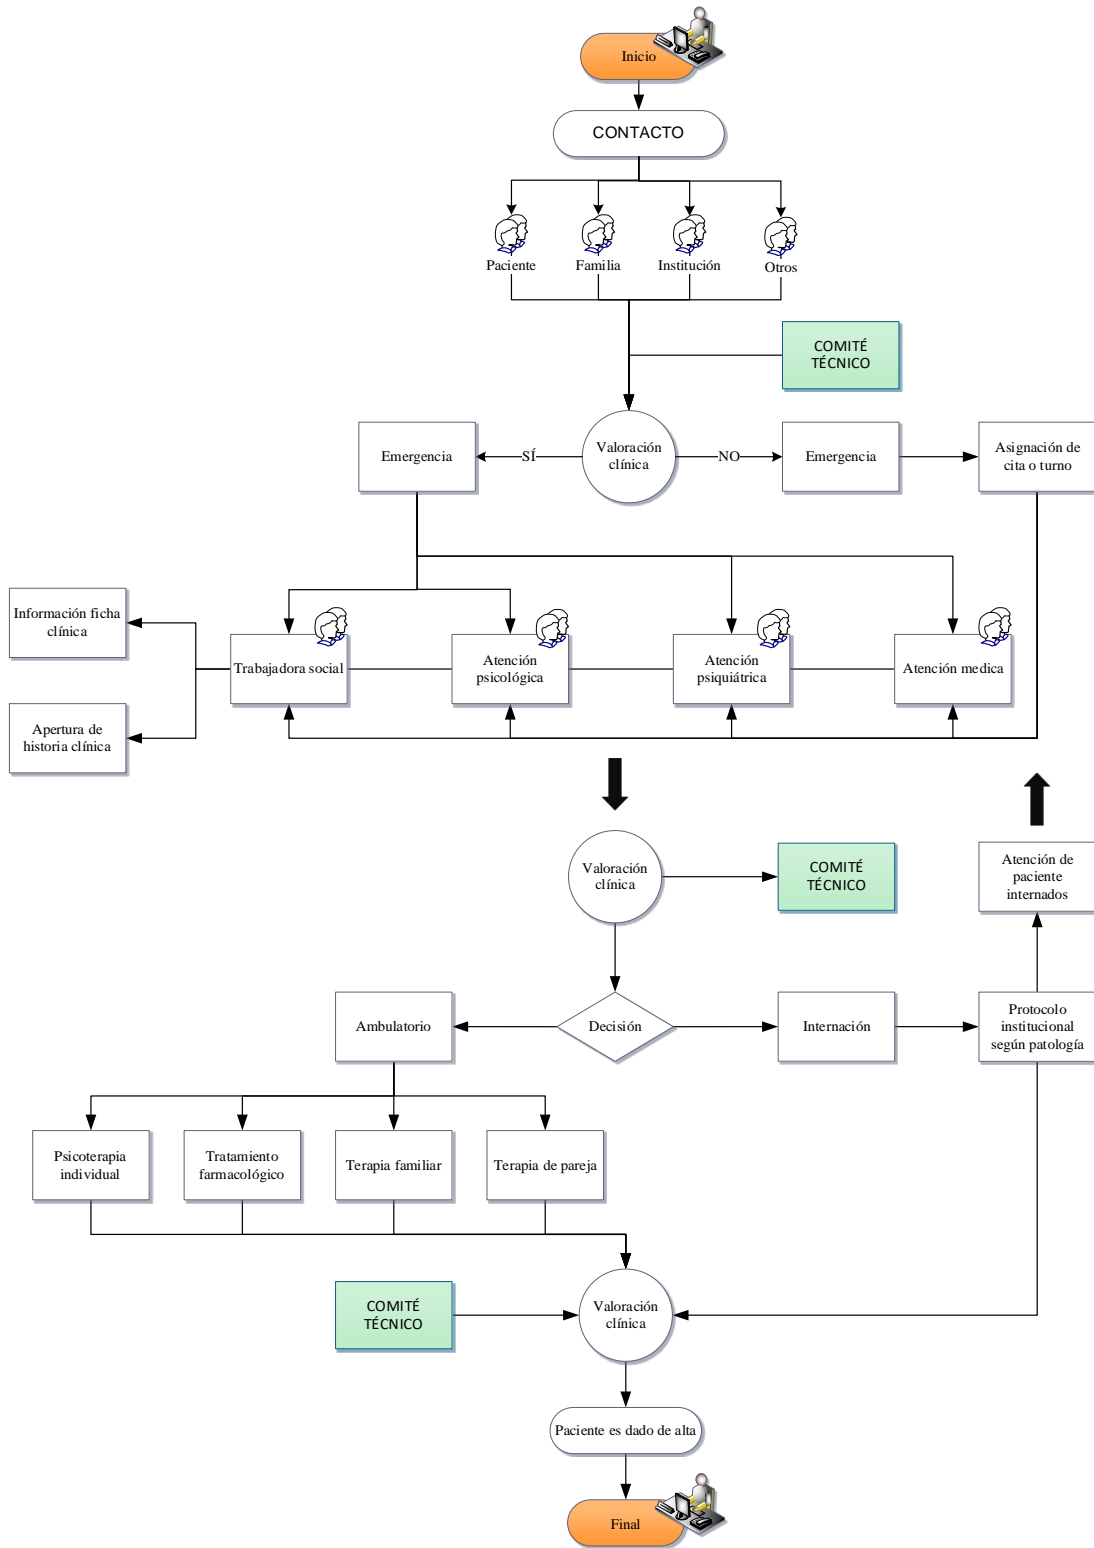 Inicio
CONTACTO
Paciente
Familia
Institución
Otros
COMITÉ
TÉCNICO
Emergencia
SÍ
Valoración
clínica
NO
Emergencia
Asignación de
cita o turno
Información ficha
clínica
Trabajadora social
Atención
psicológica
Atención
psiquiátrica
Atención medica
Apertura de
historia clínica
Valoración
clínica
COMITÉ
TÉCNICO
Atención de
paciente
internados
Ambulatorio
Decisión
Internación
Protocolo
institucional
según patología
Psicoterapia
individual
Tratamiento
farmacológico
Terapia familiar
Terapia de pareja
COMITÉ
TÉCNICO
Valoración
clínica
Paciente es dado de alta
Final